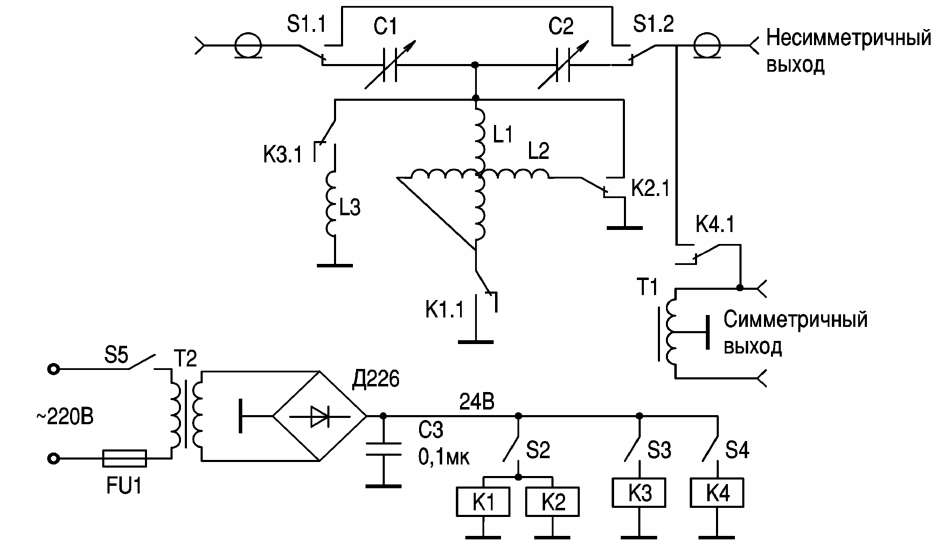 S1.1
C1
C2
S1.2
Несимметричный
выход
K3.1
L1
L2
K2.1
L3
K4.1
K1.1
T1
Симметричный
выход
S5
T2
Д226
~220В
24В
C3
0,1мк
S2
S3
S4
FU1
K1
K2
K3
K4